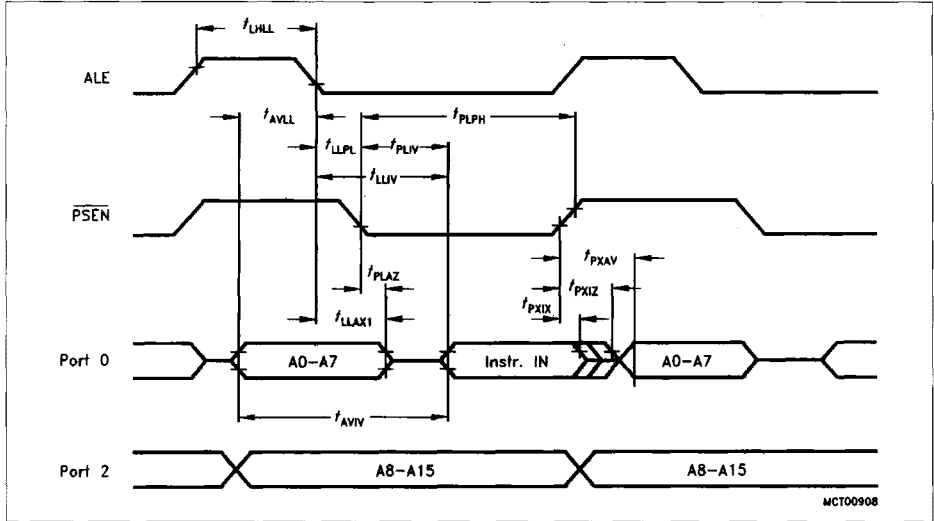 tLHLL
ALE
tAVLL
tPLPH
tLLPL
tPLIV
tLLIV
PSEN
tPXAV
tPLAZ
tPXIZ
tPXIX
tLLAX1
Port 0
A0-A7
Instr. IN
A0-A7
tAVIV
Port 2
A8-A15
A8-A15
MCT00908